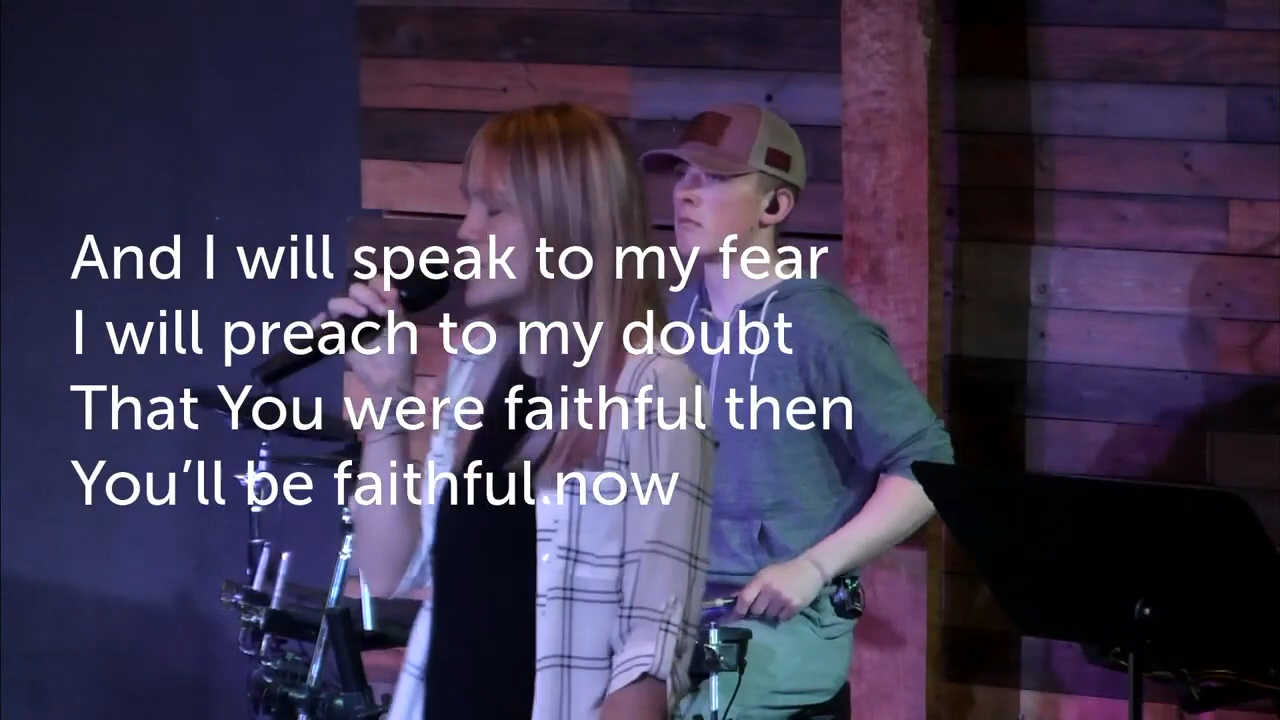 And I will speak to my fear
I will preach to my doubt
That You were faithful then
You’ll be faithful now